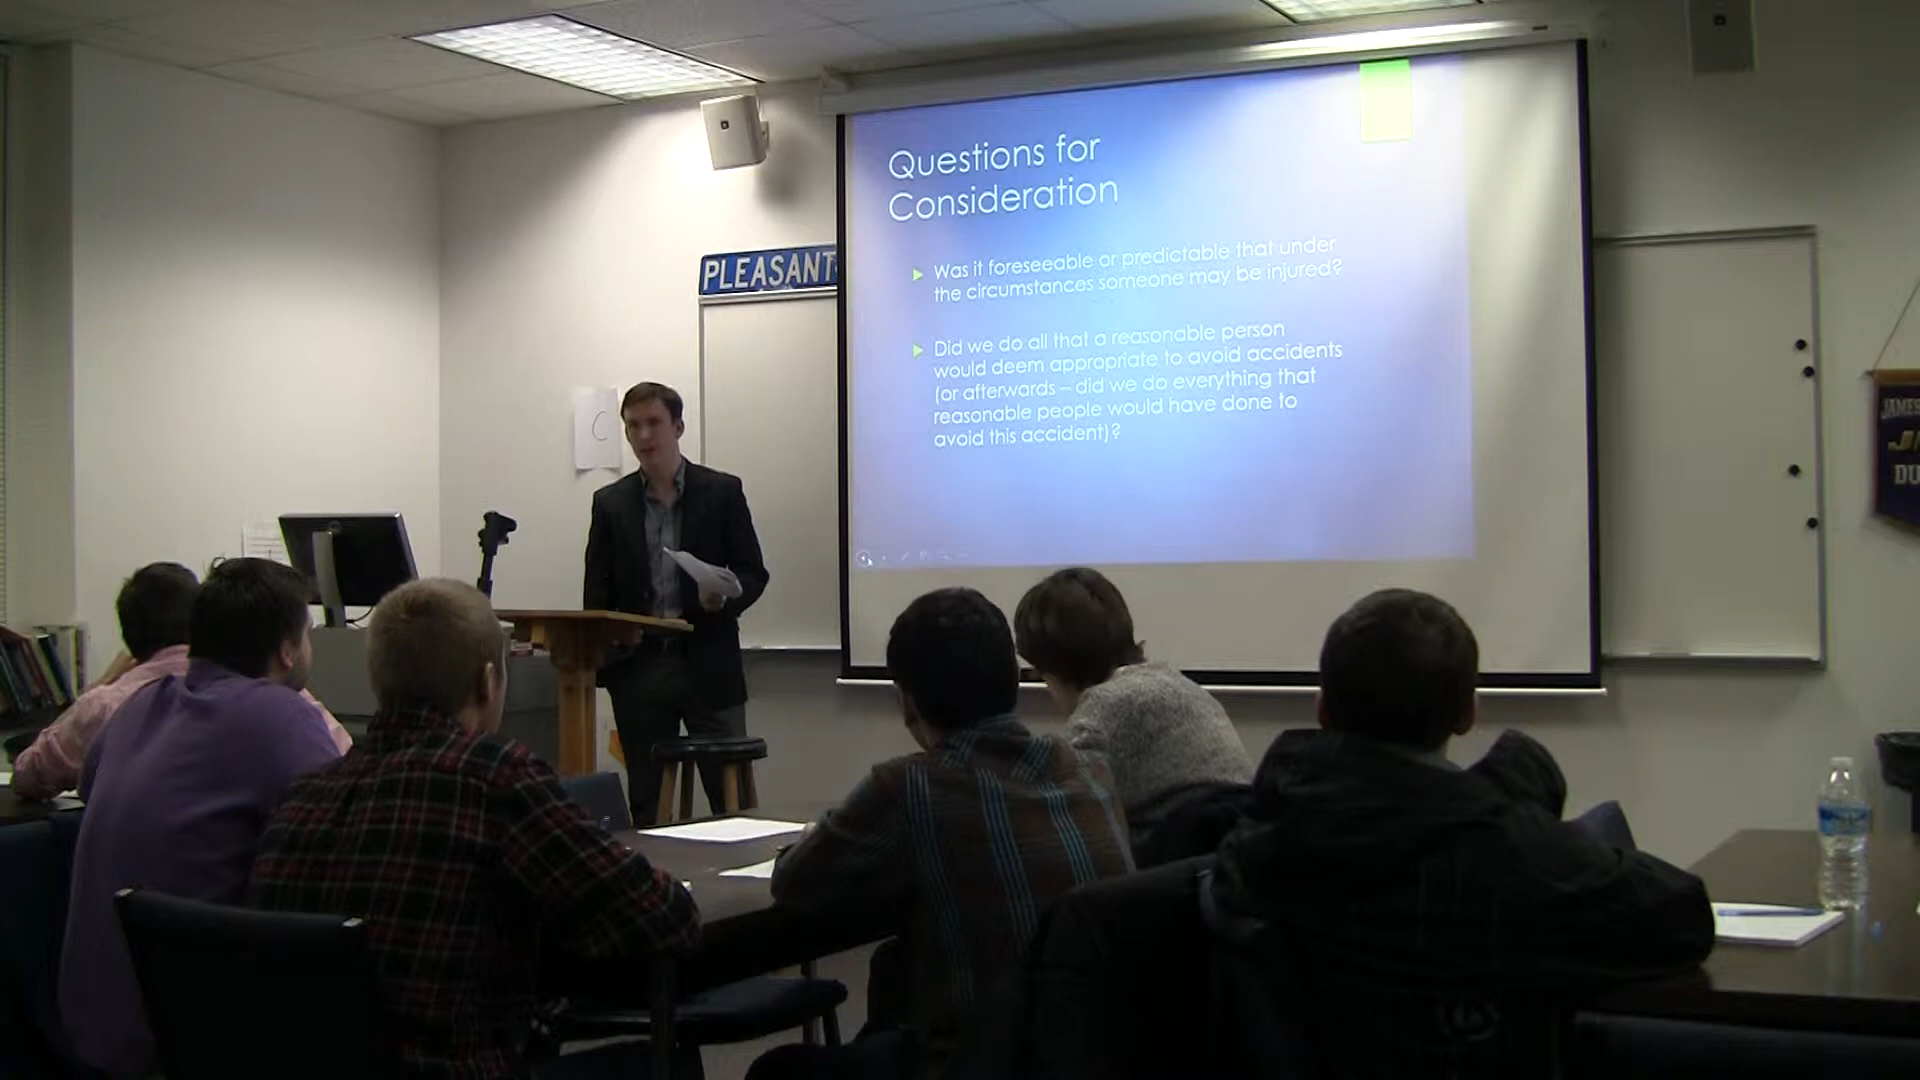 Questions for
Consideration
Was it foreseeable or predictable that under
the circumstances someone may be injured?
Did we do all that a reasonable person
would deem appropriate to avoid accidents
(or afterwards – did we do everything that
reasonable people would have done to
avoid this accident)?
PLEASANT
C
JAMES
DU